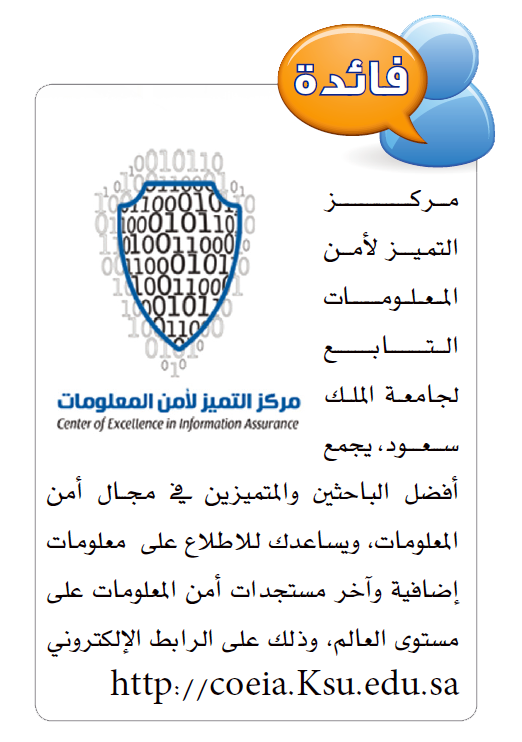 فائدة
مركز
التميز لأمن
المعلومات
التابع
لجامعة الملك
سعود، يجمع
أفضل الباحثين والمتميزين في مجال أمن
المعلومات، ويساعدك للاطلاع على معلومات
إضافية وآخر مستجدات أمن المعلومات على
مستوى العالم، وذلك على الرابط الإلكتروني
http://coeia.Ksu.edu.sa
مركز التميز لأمن المعلومات
Center of Excellence in Information Assurance